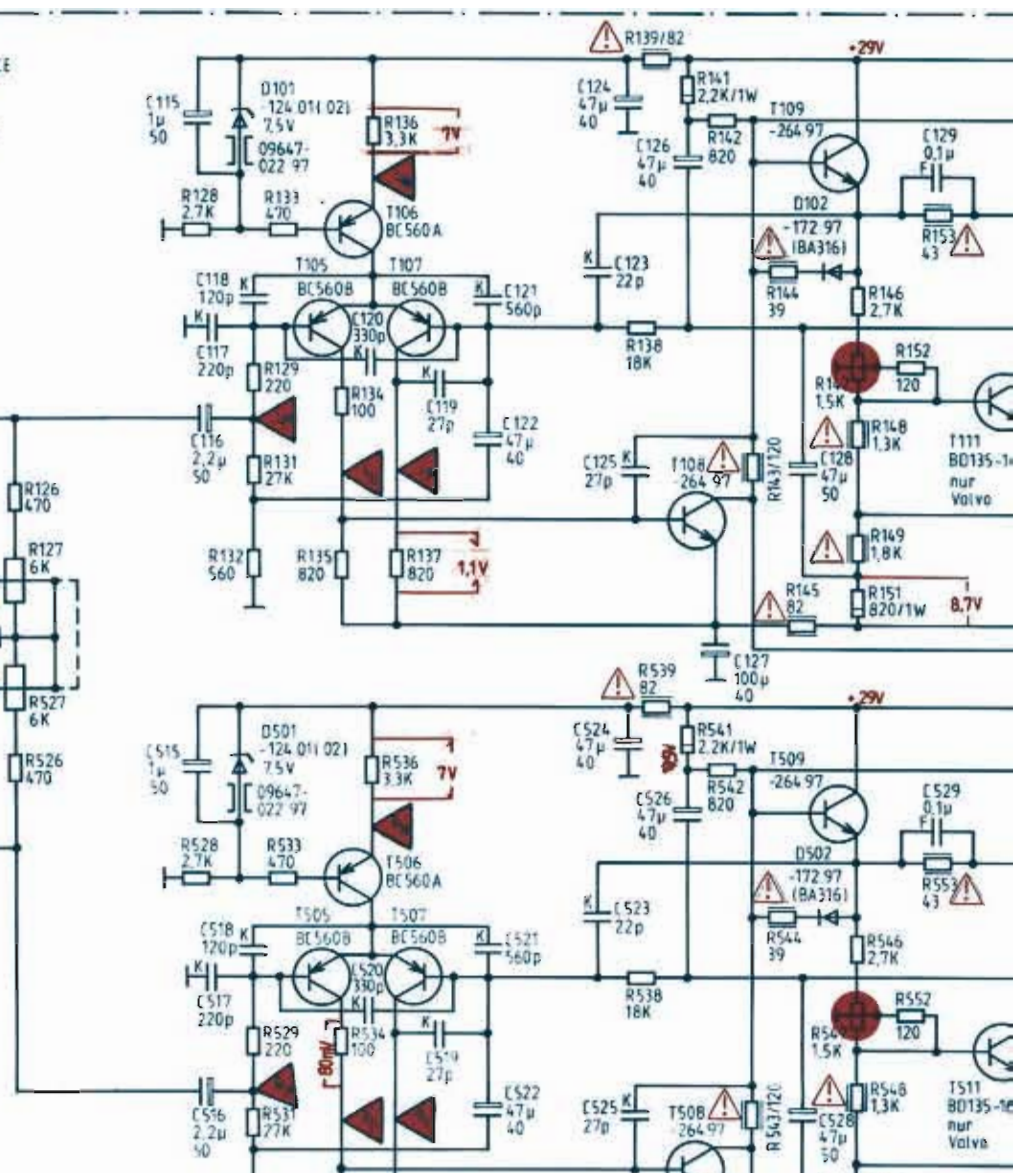 R139/82
+29V
C115
1µ
50
D101
-124 01( 02)
7,5V
09647-
022 97
R136
3,3K
7V
C124
47µ
40
R141
2,2K/1W
R142
820
T109
-264 97
C129
0,1µ
F
C126
47µ
40
R128
2,7K
R133
470
T106
BC560A
D102
-172 97
(BA316)
R153
43
K
C123
22p
R144
39
R146
2,7K
C118
120p
K
T105
BC560B
T107
BC560B
K
C121
560p
K
C117
220p
C120
330p
K
R138
18K
R152
120
R129
220
R134
100
K
C119
27p
1,5K
R148
1,3K
C116
2,2µ
50
C122
47µ
40
R131
27K
C125
27p
K
T108
-264 97
R143/120
C128
47µ
50
T111
BD135-1
nur
Valvo
R126
470
R127
6K
R132
560
R135
820
R137
820
1,1V
R149
1,8K
R145
82
R151
820/1W
8,7V
C127
100µ
40
R527
6K
R526
470
R539
82
+29V
C515
1µ
50
D501
-124 01( 02)
7,5V
09647-
022 97
R536
3,3K
7V
C524
47µ
40
R541
2,2K/1W
R542
820
T509
-264 97
C529
0,1µ
F
C526
47µ
40
R528
2,7K
R533
470
T506
BC560A
D502
-172 97
(BA316)
R553
43
K
C523
22p
R544
39
R546
2,7K
C518
120p
K
T505
BC560B
T507
BC560B
K
C521
560p
K
C517
220p
C520
330p
K
R538
18K
R552
120
R529
220
80mV
R534
100
K
C519
27p
1,5K
R548
1,3K
C516
2,2µ
50
R531
27K
C522
47µ
40
C525
27p
K
T508
-264 97
R543/120
C528
47µ
50
T511
BD135-16
nur
Valvo